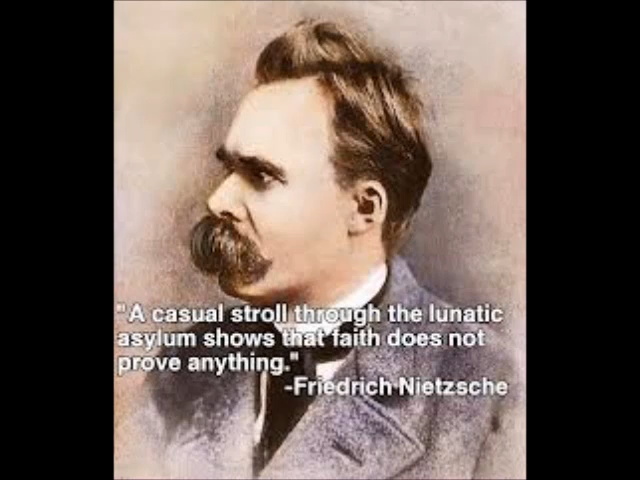 "A casual stroll through the lunatic
asylum shows that faith does not
prove anything."
-Friedrich Nietzsche